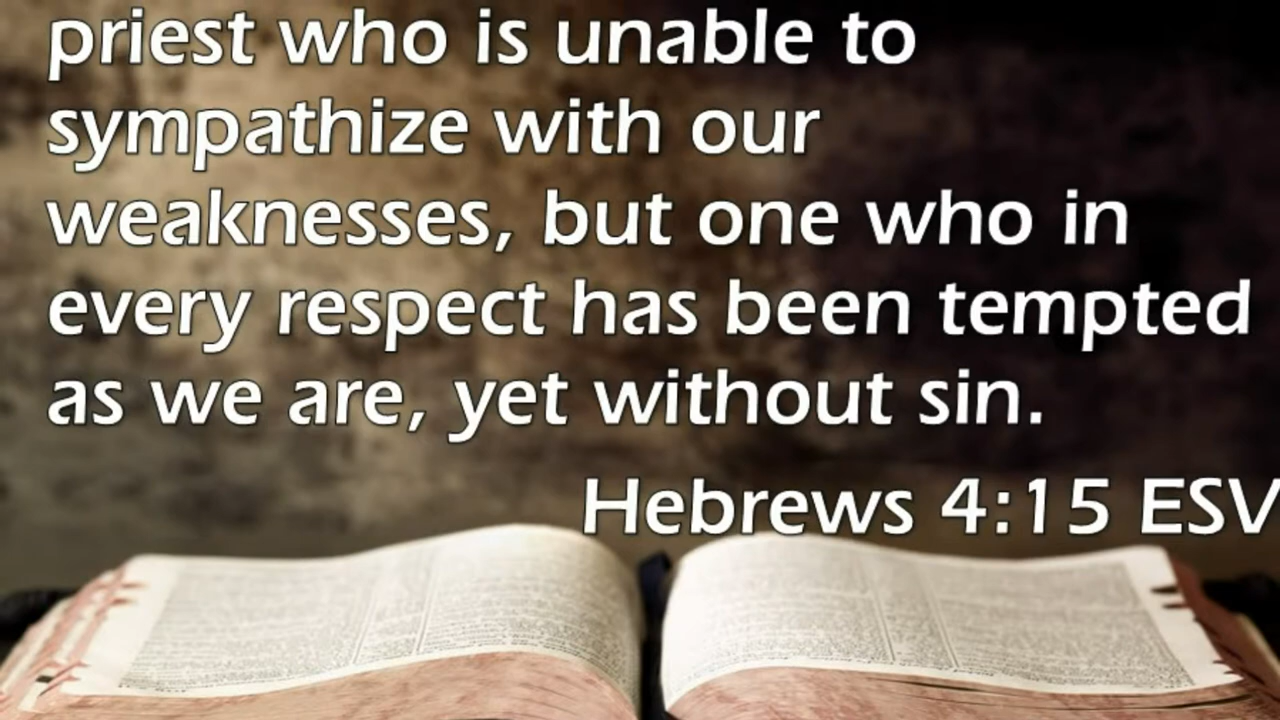 priest who is unable to
sympathize with our
weaknesses, but one who in
every respect has been tempted
as we are, yet without sin.
Hebrews 4:15 ESV